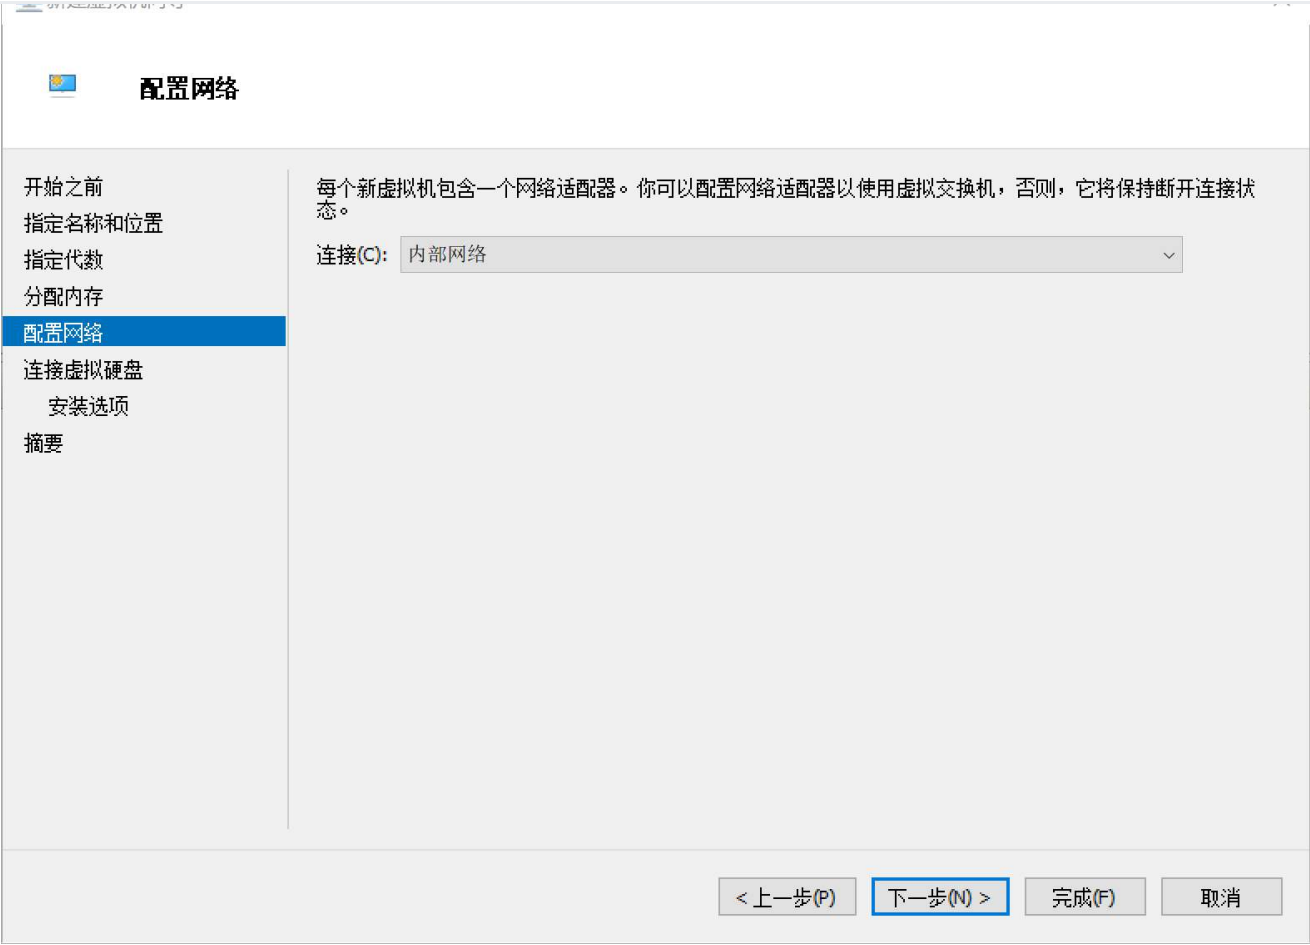 配置网络
开始之前
指定名称和位置
指定代数
分配内存
配置网络
连接虚拟硬盘
安装选项
摘要
每个新虚拟机包含一个网络适配器。你可以配置网络适配器以使用虚拟交换机，否则，它将保持断开连接状
态。
连接(C): 内部网络
< 上一步(P)
下一步(N) >
完成(F)
取消